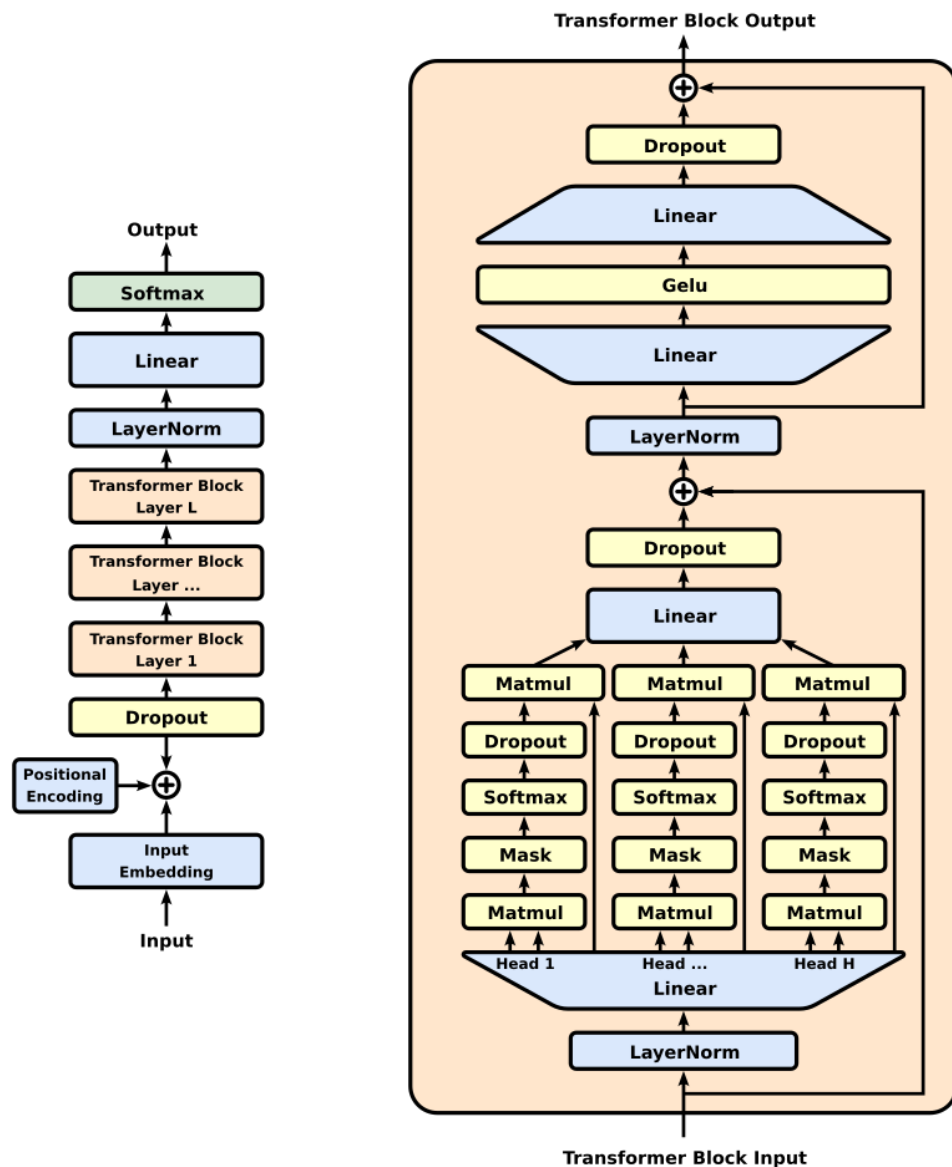 Output
Softmax
Linear
LayerNorm
Transformer Block
Layer L
Transformer Block
Layer ...
Transformer Block
Layer 1
Dropout
Positional
Encoding
Input
Embedding
Input
Transformer Block Output
Dropout
Linear
Gelu
Linear
LayerNorm
Dropout
Linear
Matmul Matmul Matmul
Dropout Dropout Dropout
Softmax Softmax Softmax
Mask Mask Mask
Matmul Matmul Matmul
Head 1 Head ... Head H
Linear
LayerNorm
Transformer Block Input